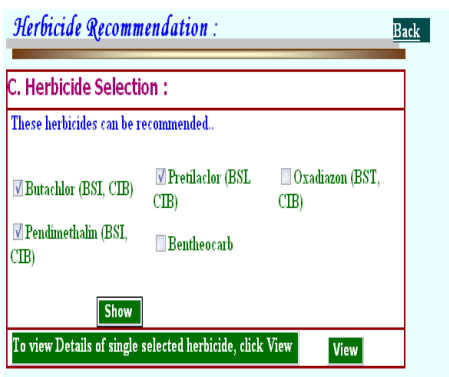 Herbicide Recommendation :
Back
C. Herbicide Selection :
These herbicides can be recommended..
Butachlor (BSI, CIB)
Pretilaclor (BSI, CIB)
Oxadiazon (BST, CIB)
Pendimethalin (BSI, CIB)
Bentheocarb
Show
To view Details of single selected herbicide, click View
View